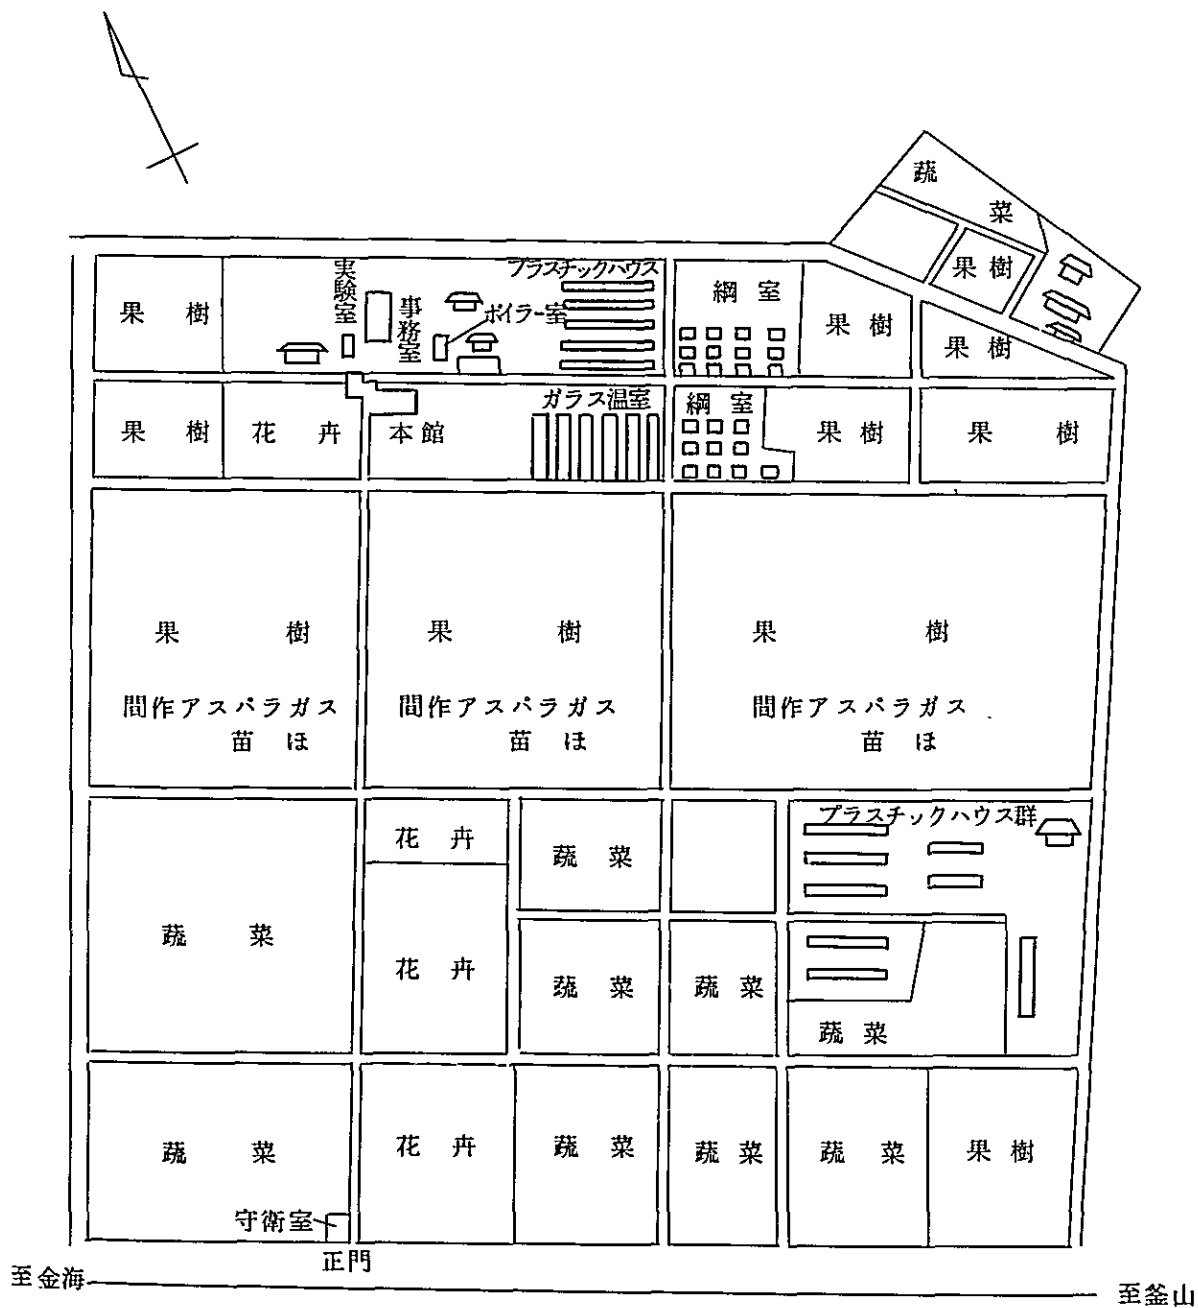 蔬
菜
果樹
実験室
プラスチックハウス
果樹
事務室
ボイラー室
綱室
果樹
果樹
ガラス温室
綱室
果樹
花卉
本館
果樹
果樹
果樹
間作アスパラガス
苗ほ
果樹
間作アスパラガス
苗ほ
果樹
間作アスパラガス
苗ほ
プラスチックハウス群
花卉
蔬菜
蔬菜
花卉
蔬菜
蔬菜
蔬菜
蔬菜
花卉
蔬菜
蔬菜
蔬菜
果樹
守衛室
正門
至金海
至釜山